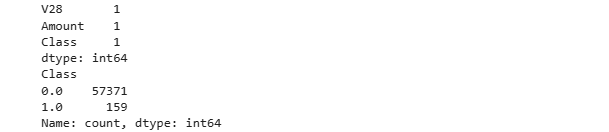 V28       1
Amount    1
Class     1
dtype: int64
Class
0.0    57371
1.0      159
Name: count, dtype: int64